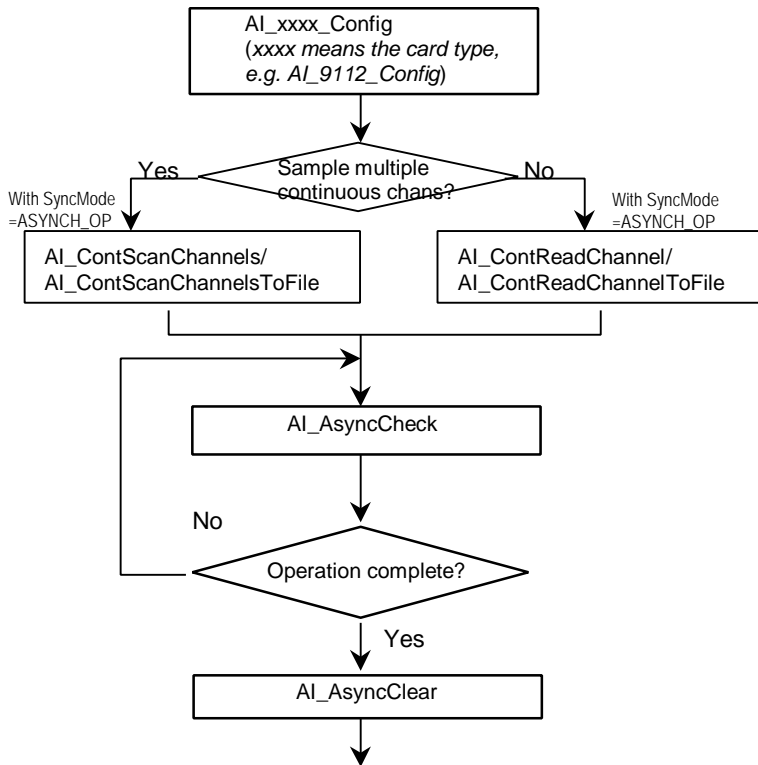 AI_xxxx_Config
(xxxx means the card type,
e.g. AI_9112_Config)
Sample multiple
continuous chans?
Yes
No
With SyncMode
=ASYNCH_OP
With SyncMode
=ASYNCH_OP
AI_ContScanChannels/
AI_ContScanChannelsToFile
AI_ContReadChannel/
AI_ContReadChannelToFile
AI_AsyncCheck
No
Operation complete?
Yes
AI_AsyncClear